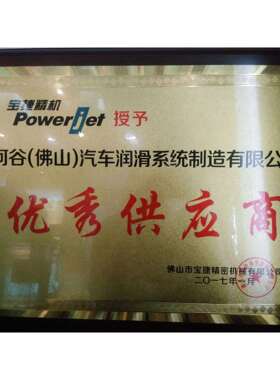 宝捷精机
Powerjet 授予
河谷(佛山)汽车润滑系统制造有限公
优秀供应商
佛山市宝捷精密机械有限公司
二〇一七年一月